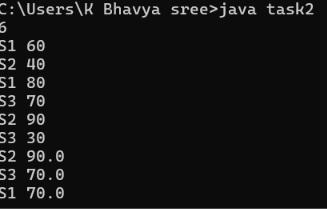 C:\Users\K Bhavya sree>java task2
6
S1 60
S2 40
S1 80
S3 70
S2 90
S3 30
S2 90.0
S3 70.0
S1 70.0